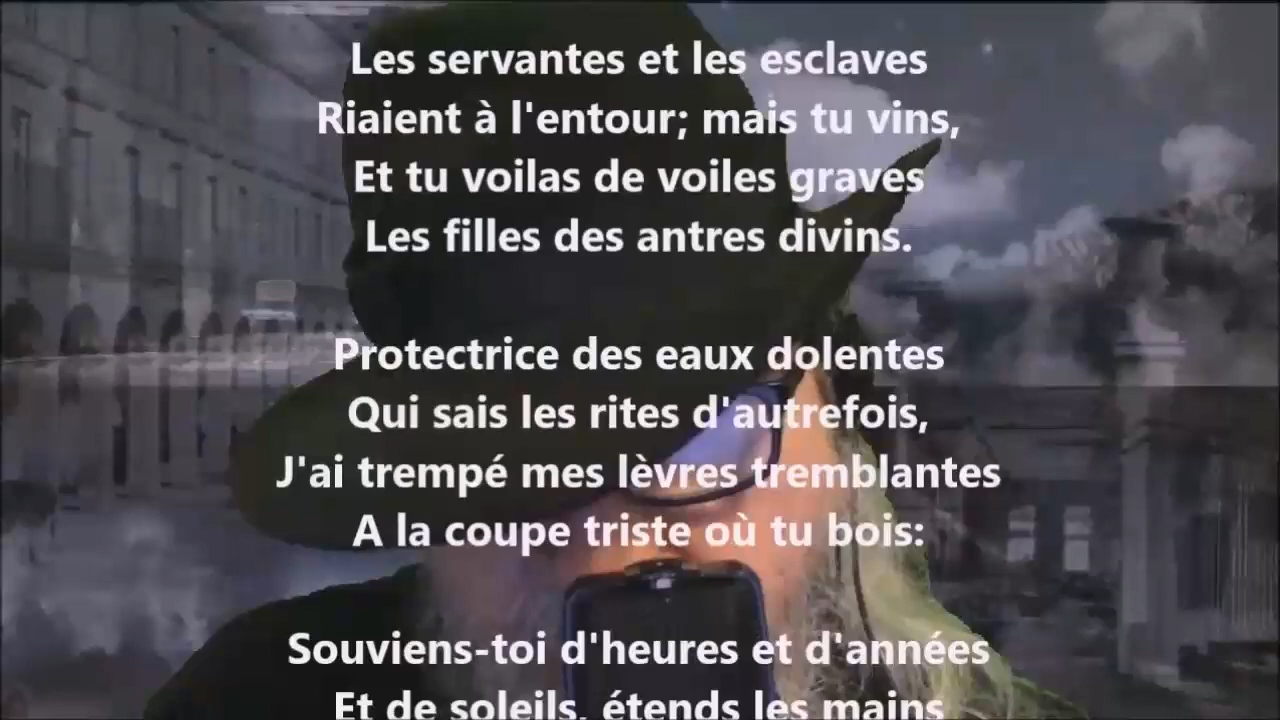 Les servantes et les esclaves
Riaient à l'entour; mais tu vins,
Et tu voilas de voiles graves
Les filles des antres divins.
Protectrice des eaux dolentes
Qui sais les rites d'autrefois,
J'ai trempé mes lèvres tremblantes
A la coupe triste où tu bois:
Souviens-toi d'heures et d'années
Et de soleils, étends les mains